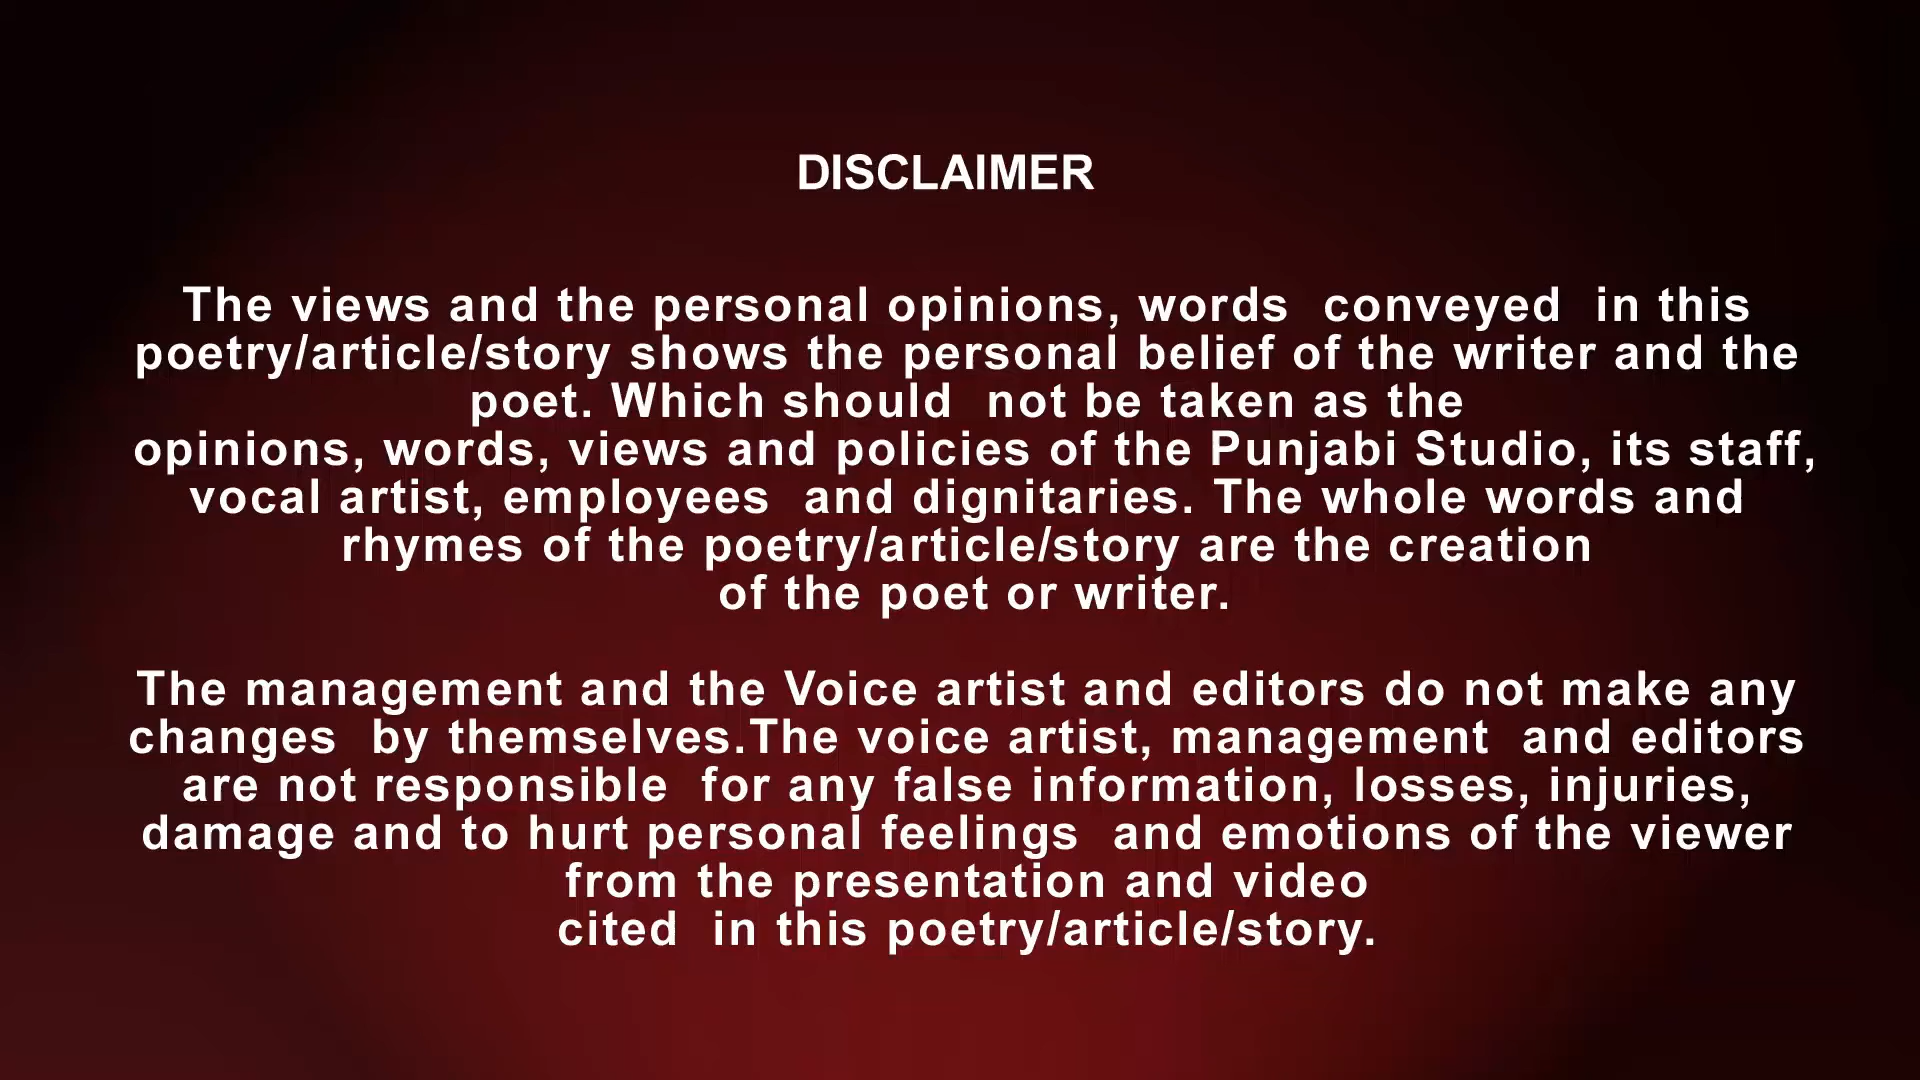 DISCLAIMER
The views and the personal opinions, words  conveyed  in this
poetry/article/story shows the personal belief of the writer and the
poet. Which should  not be taken as the
opinions, words, views and policies of the Punjabi Studio, its staff,
vocal artist, employees  and dignitaries. The whole words and
rhymes of the poetry/article/story are the creation
of the poet or writer.
The management and the Voice artist and editors do not make any
changes  by themselves.The voice artist, management  and editors
are not responsible  for any false information, losses, injuries,
damage and to hurt personal feelings  and emotions of the viewer
from the presentation and video
cited  in this poetry/article/story.